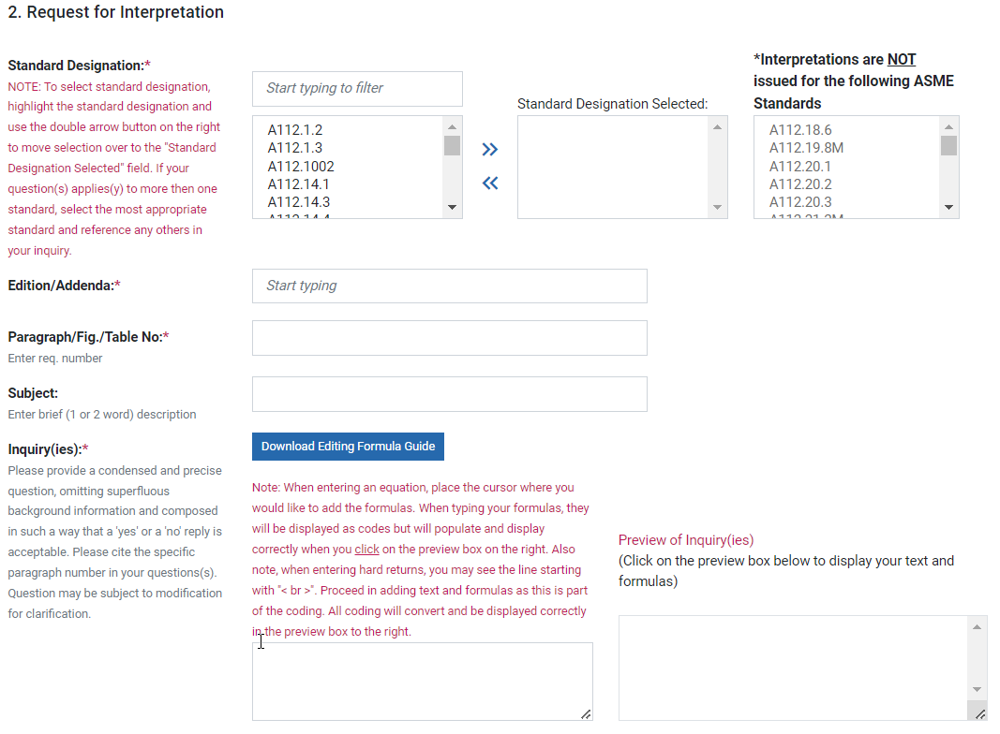 2. Request for Interpretation
Standard Designation:*
NOTE: To select standard designation,
highlight the standard designation and
use the double arrow button on the right
to move selection over to the "Standard
Designation Selected" field. If your
question(s) applies(y) to more then one
standard, select the most appropriate
standard and reference any others in
your inquiry.
Start typing to filter
A112.1.2
A112.1.3
A112.1002
A112.14.1
A112.14.3
A112.14.4
Standard Designation Selected:
*Interpretations are NOT
issued for the following ASME
Standards
A112.18.6
A112.19.8M
A112.20.1
A112.20.2
A112.20.3
A112.21.2M
Edition/Addenda:*
Start typing
Paragraph/Fig./Table No:*
Enter req. number
Subject:
Enter brief (1 or 2 word) description
Inquiry(ies):*
Please provide a condensed and precise
question, omitting superfluous
background information and composed
in such a way that a 'yes' or a 'no' reply is
acceptable. Please cite the specific
paragraph number in your questions(s).
Question may be subject to modification
for clarification.
Download Editing Formula Guide
Note: When entering an equation, place the cursor where you
would like to add the formulas. When typing your formulas, they
will be displayed as codes but will populate and display
correctly when you click on the preview box on the right. Also
note, when entering hard returns, you may see the line starting
with "< br >". Proceed in adding text and formulas as this is part
of the coding. All coding will convert and be displayed correctly
in the preview box to the right.
Preview of Inquiry(ies)
(Click on the preview box below to display your text and
formulas)